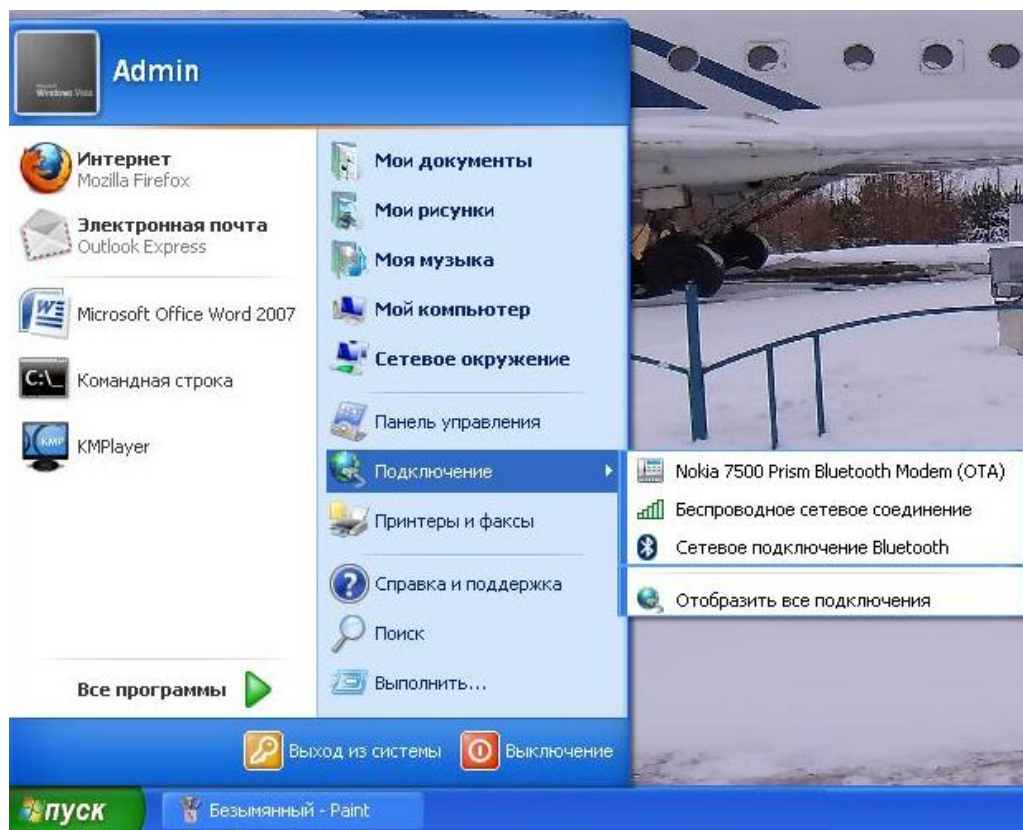 Admin
Интернет
Mozilla Firefox
Электронная почта
Outlook Express
Microsoft Office Word 2007
C:\_
Командная строка
KMP
KMPlayer
Все программы
Мои документы
Мои рисунки
Моя музыка
Мой компьютер
Сетевое окружение
Панель управления
Подключение
Принтеры и факсы
Справка и поддержка
Поиск
Выполнить...
Nokia 7500 Prism Bluetooth Modem (OTA)
Беспроводное сетевое соединение
Сетевое подключение Bluetooth
Отобразить все подключения
Выход из системы
Выключение
пуск
Безымянный - Paint